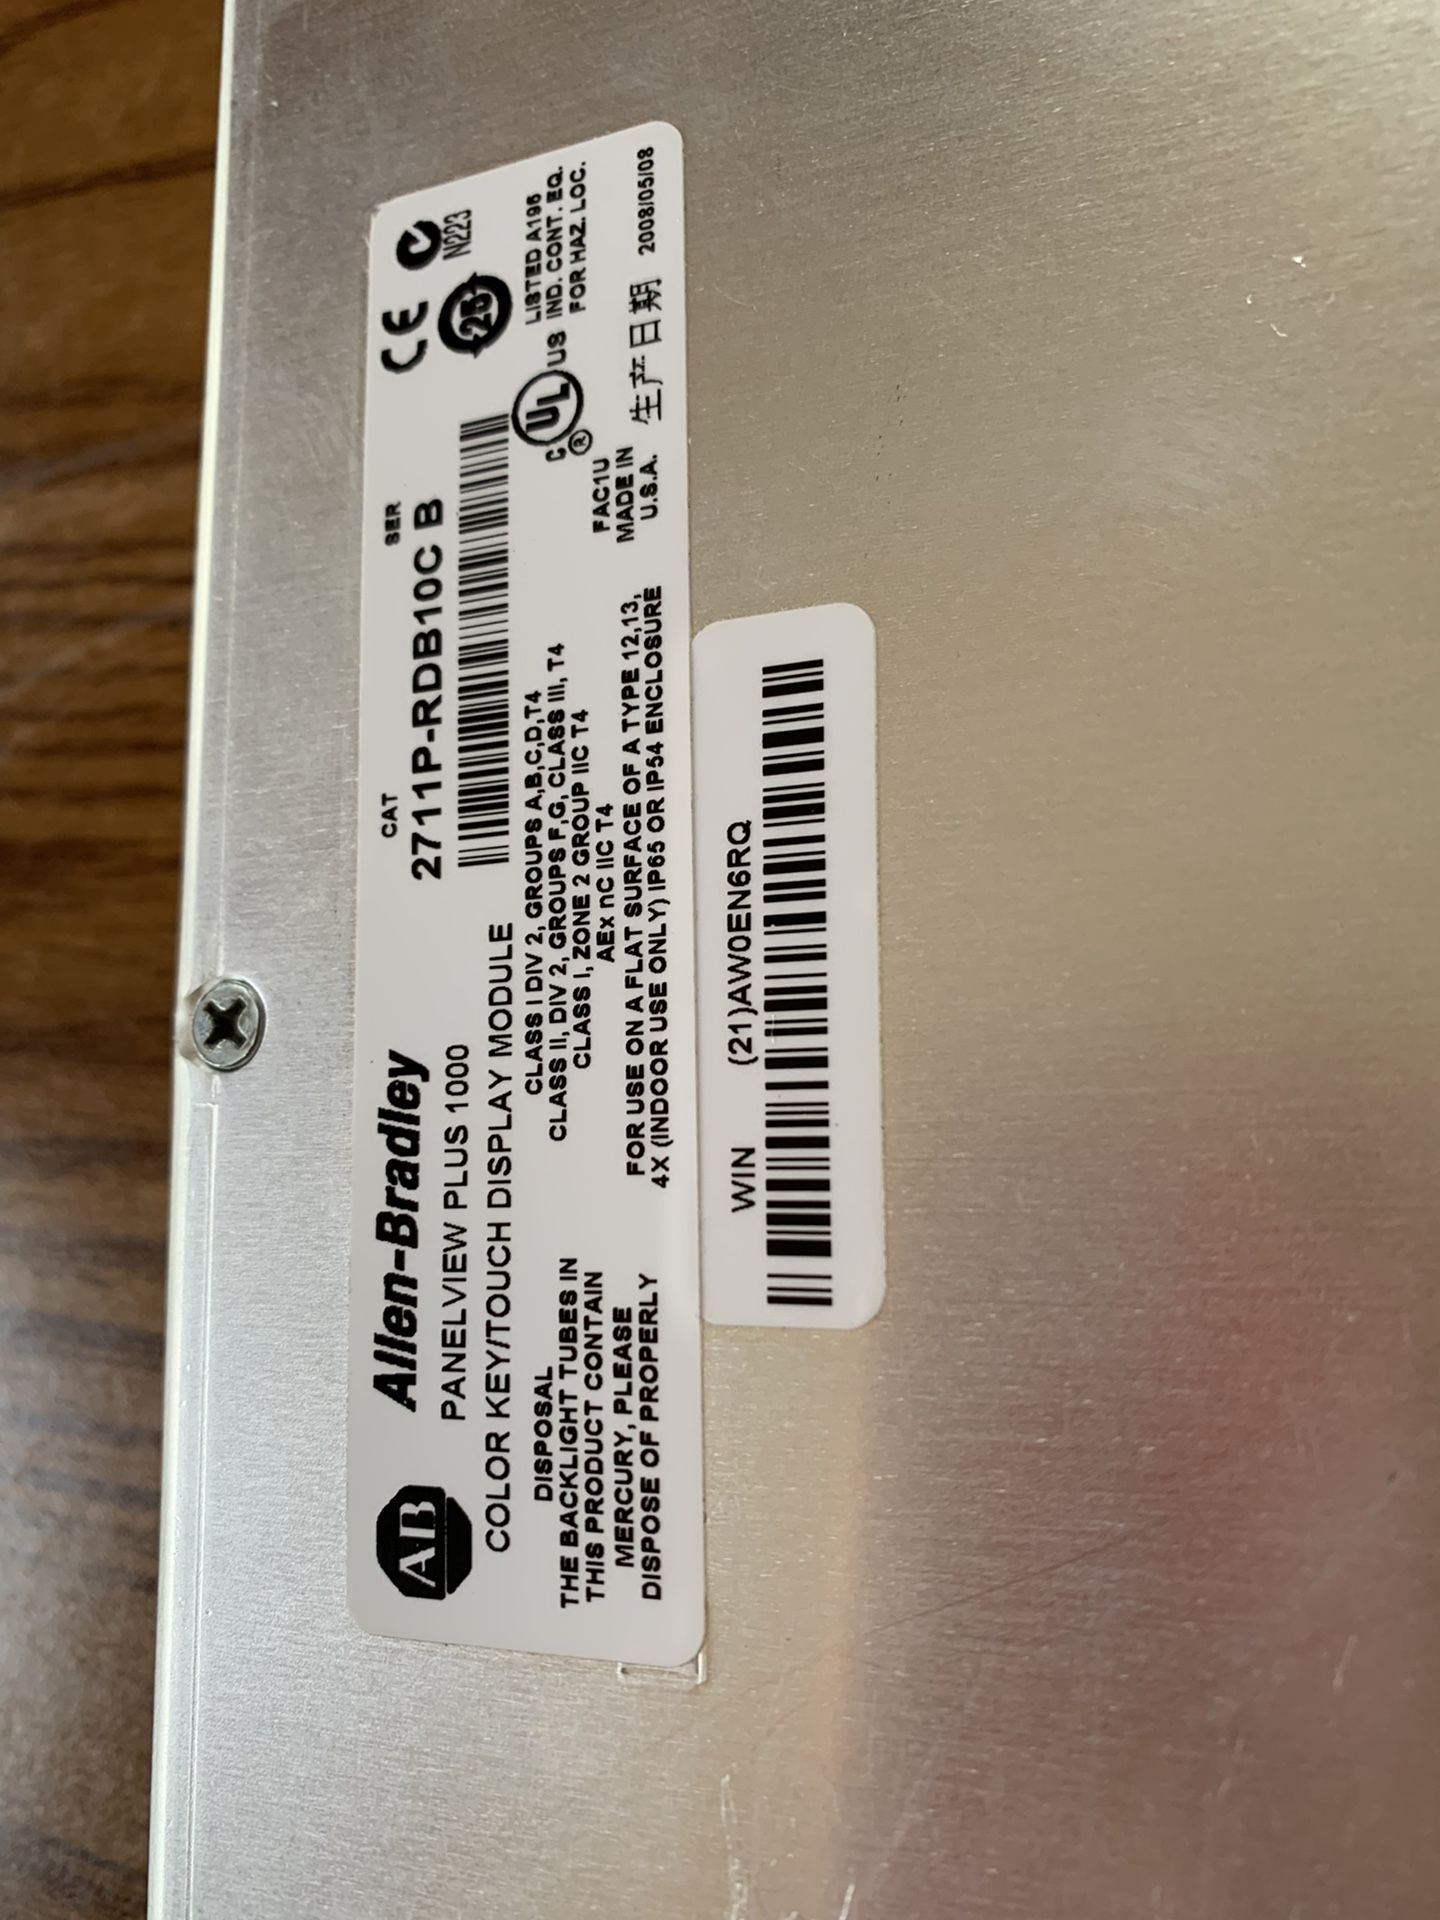 AB
Allen-Bradley
PANELVIEW PLUS 1000
COLOR KEY/TOUCH DISPLAY MODULE
CAT
SER
2711P-RDB10C B
CE
N223
25
DISPOSAL
THE BACKLIGHT TUBES IN
THIS PRODUCT CONTAIN
MERCURY, PLEASE
DISPOSE OF PROPERLY
CLASS I DIV 2, GROUPS A,B,C,D,T4
CLASS II, DIV 2, GROUPS F,G, CLASS III, T4
CLASS I, ZONE 2 GROUP IIC T4
AEx nC IIC T4
FOR USE ON A FLAT SURFACE OF A TYPE 12,13,
4X (INDOOR USE ONLY) IP65 OR IP54 ENCLOSURE
C UL US
®
LISTED A196
IND. CONT. EQ.
FOR HAZ. LOC.
FAC1U
MADE IN
U.S.A.
生产日期 2008/05/08
WIN (21)AW0EN6RQ